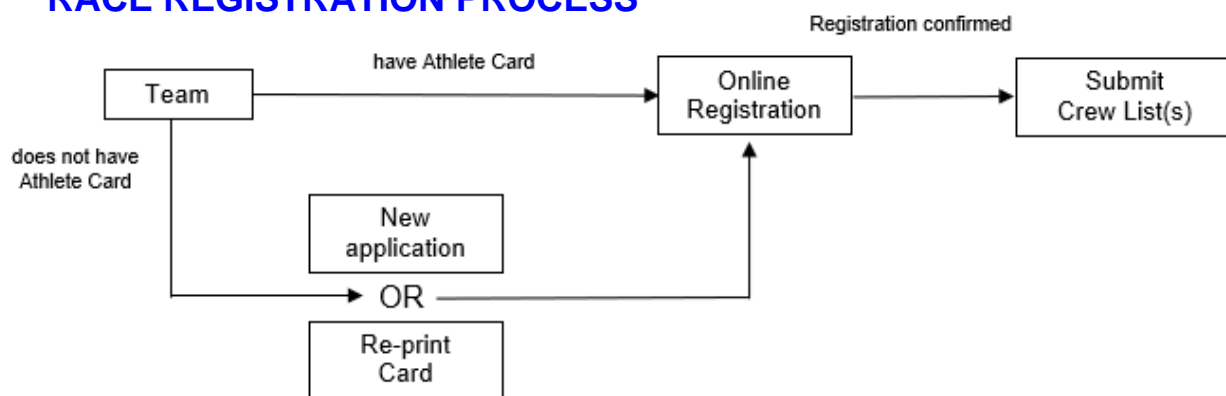 RACE REGISTRATION PROCESS
Registration confirmed
have Athlete Card
Team
Online
Registration
Submit
Crew List(s)
does not have
Athlete Card
New
application
OR
Re-print
Card